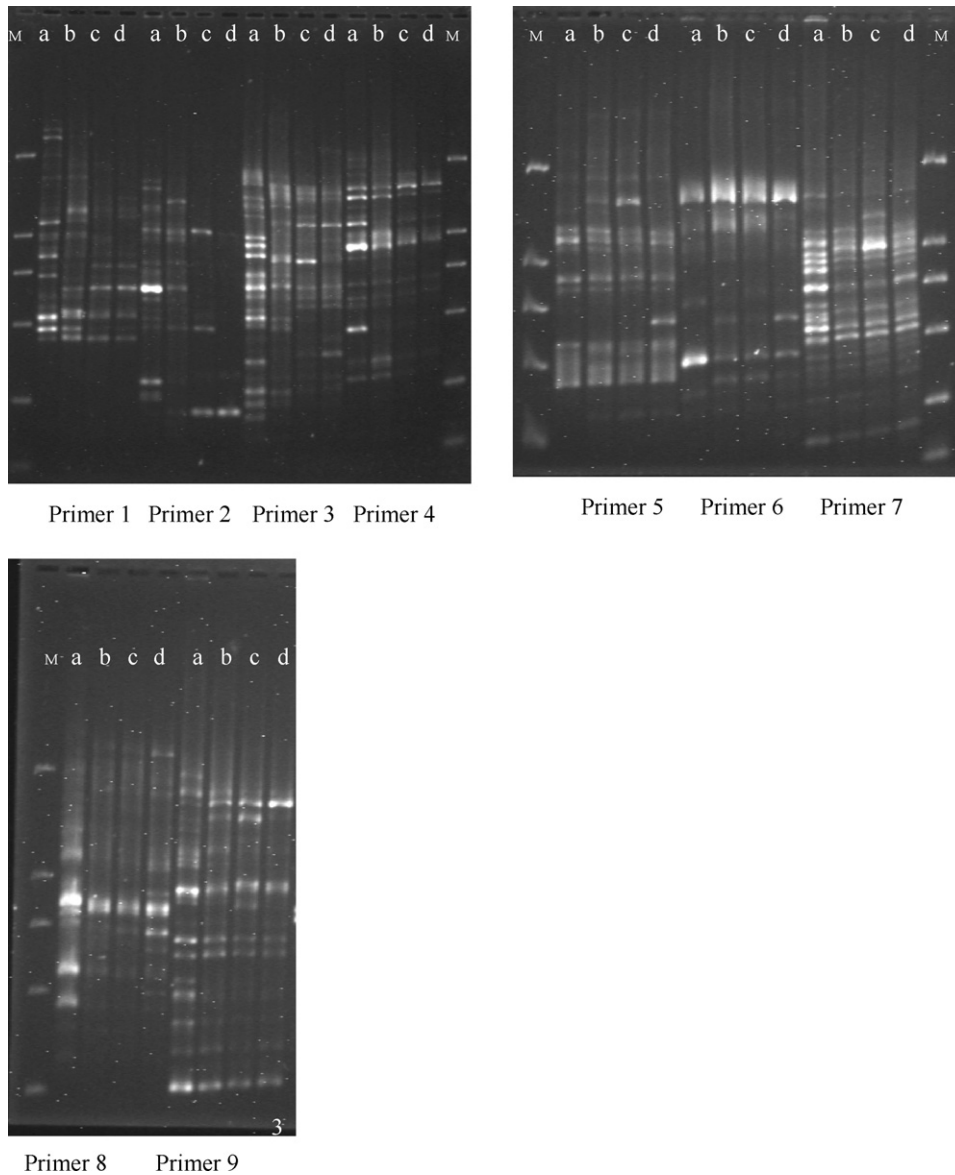 M a b c d a b c d a b c d a b c d M
M a b c d a b c d a b c d M
Primer 1 Primer 2 Primer 3 Primer 4
Primer 5 Primer 6 Primer 7
M a b c d a b c d
3
Primer 8 Primer 9